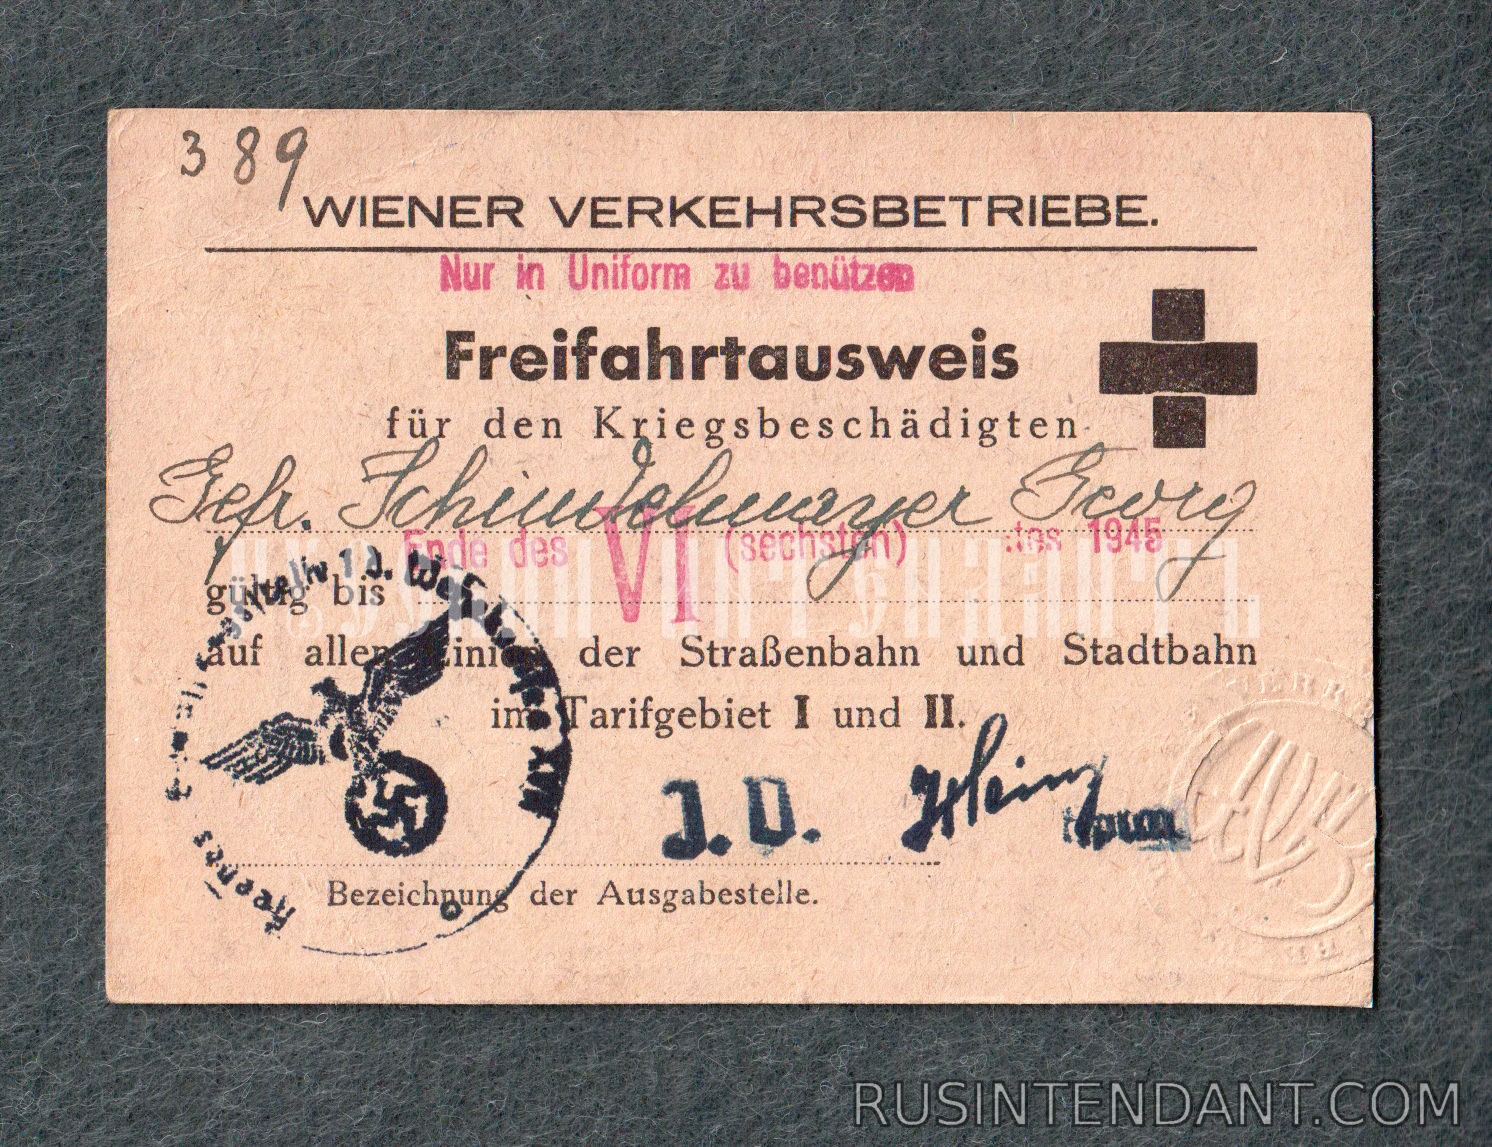 389
WIENER VERKEHRSBETRIEBE.
Nur in Uniform zu benützen
Freifahrtausweis
für den Kriegsbeschädigten
Gefr. Schindelmayer Georg
Ende des VI (sechsten) 1945
gültig bis
auf allen Linien der Straßenbahn und Stadtbahn
im Tarifgebiet I und II.
Bezeichnung der Ausgabestelle.
RUSINTENDANT.COM